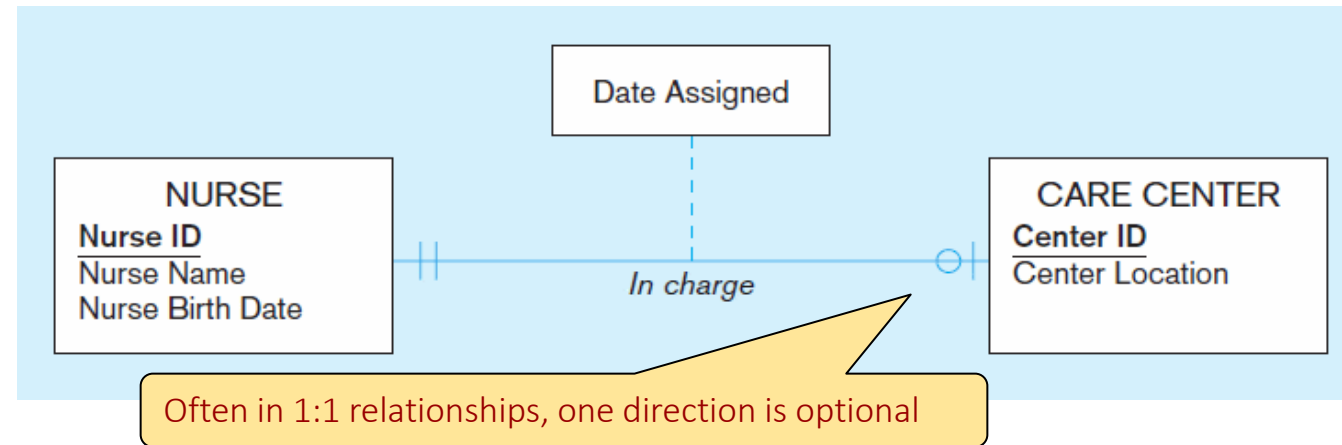 Date Assigned
NURSE
Nurse ID
Nurse Name
Nurse Birth Date
In charge
CARE CENTER
Center ID
Center Location
Often in 1:1 relationships, one direction is optional